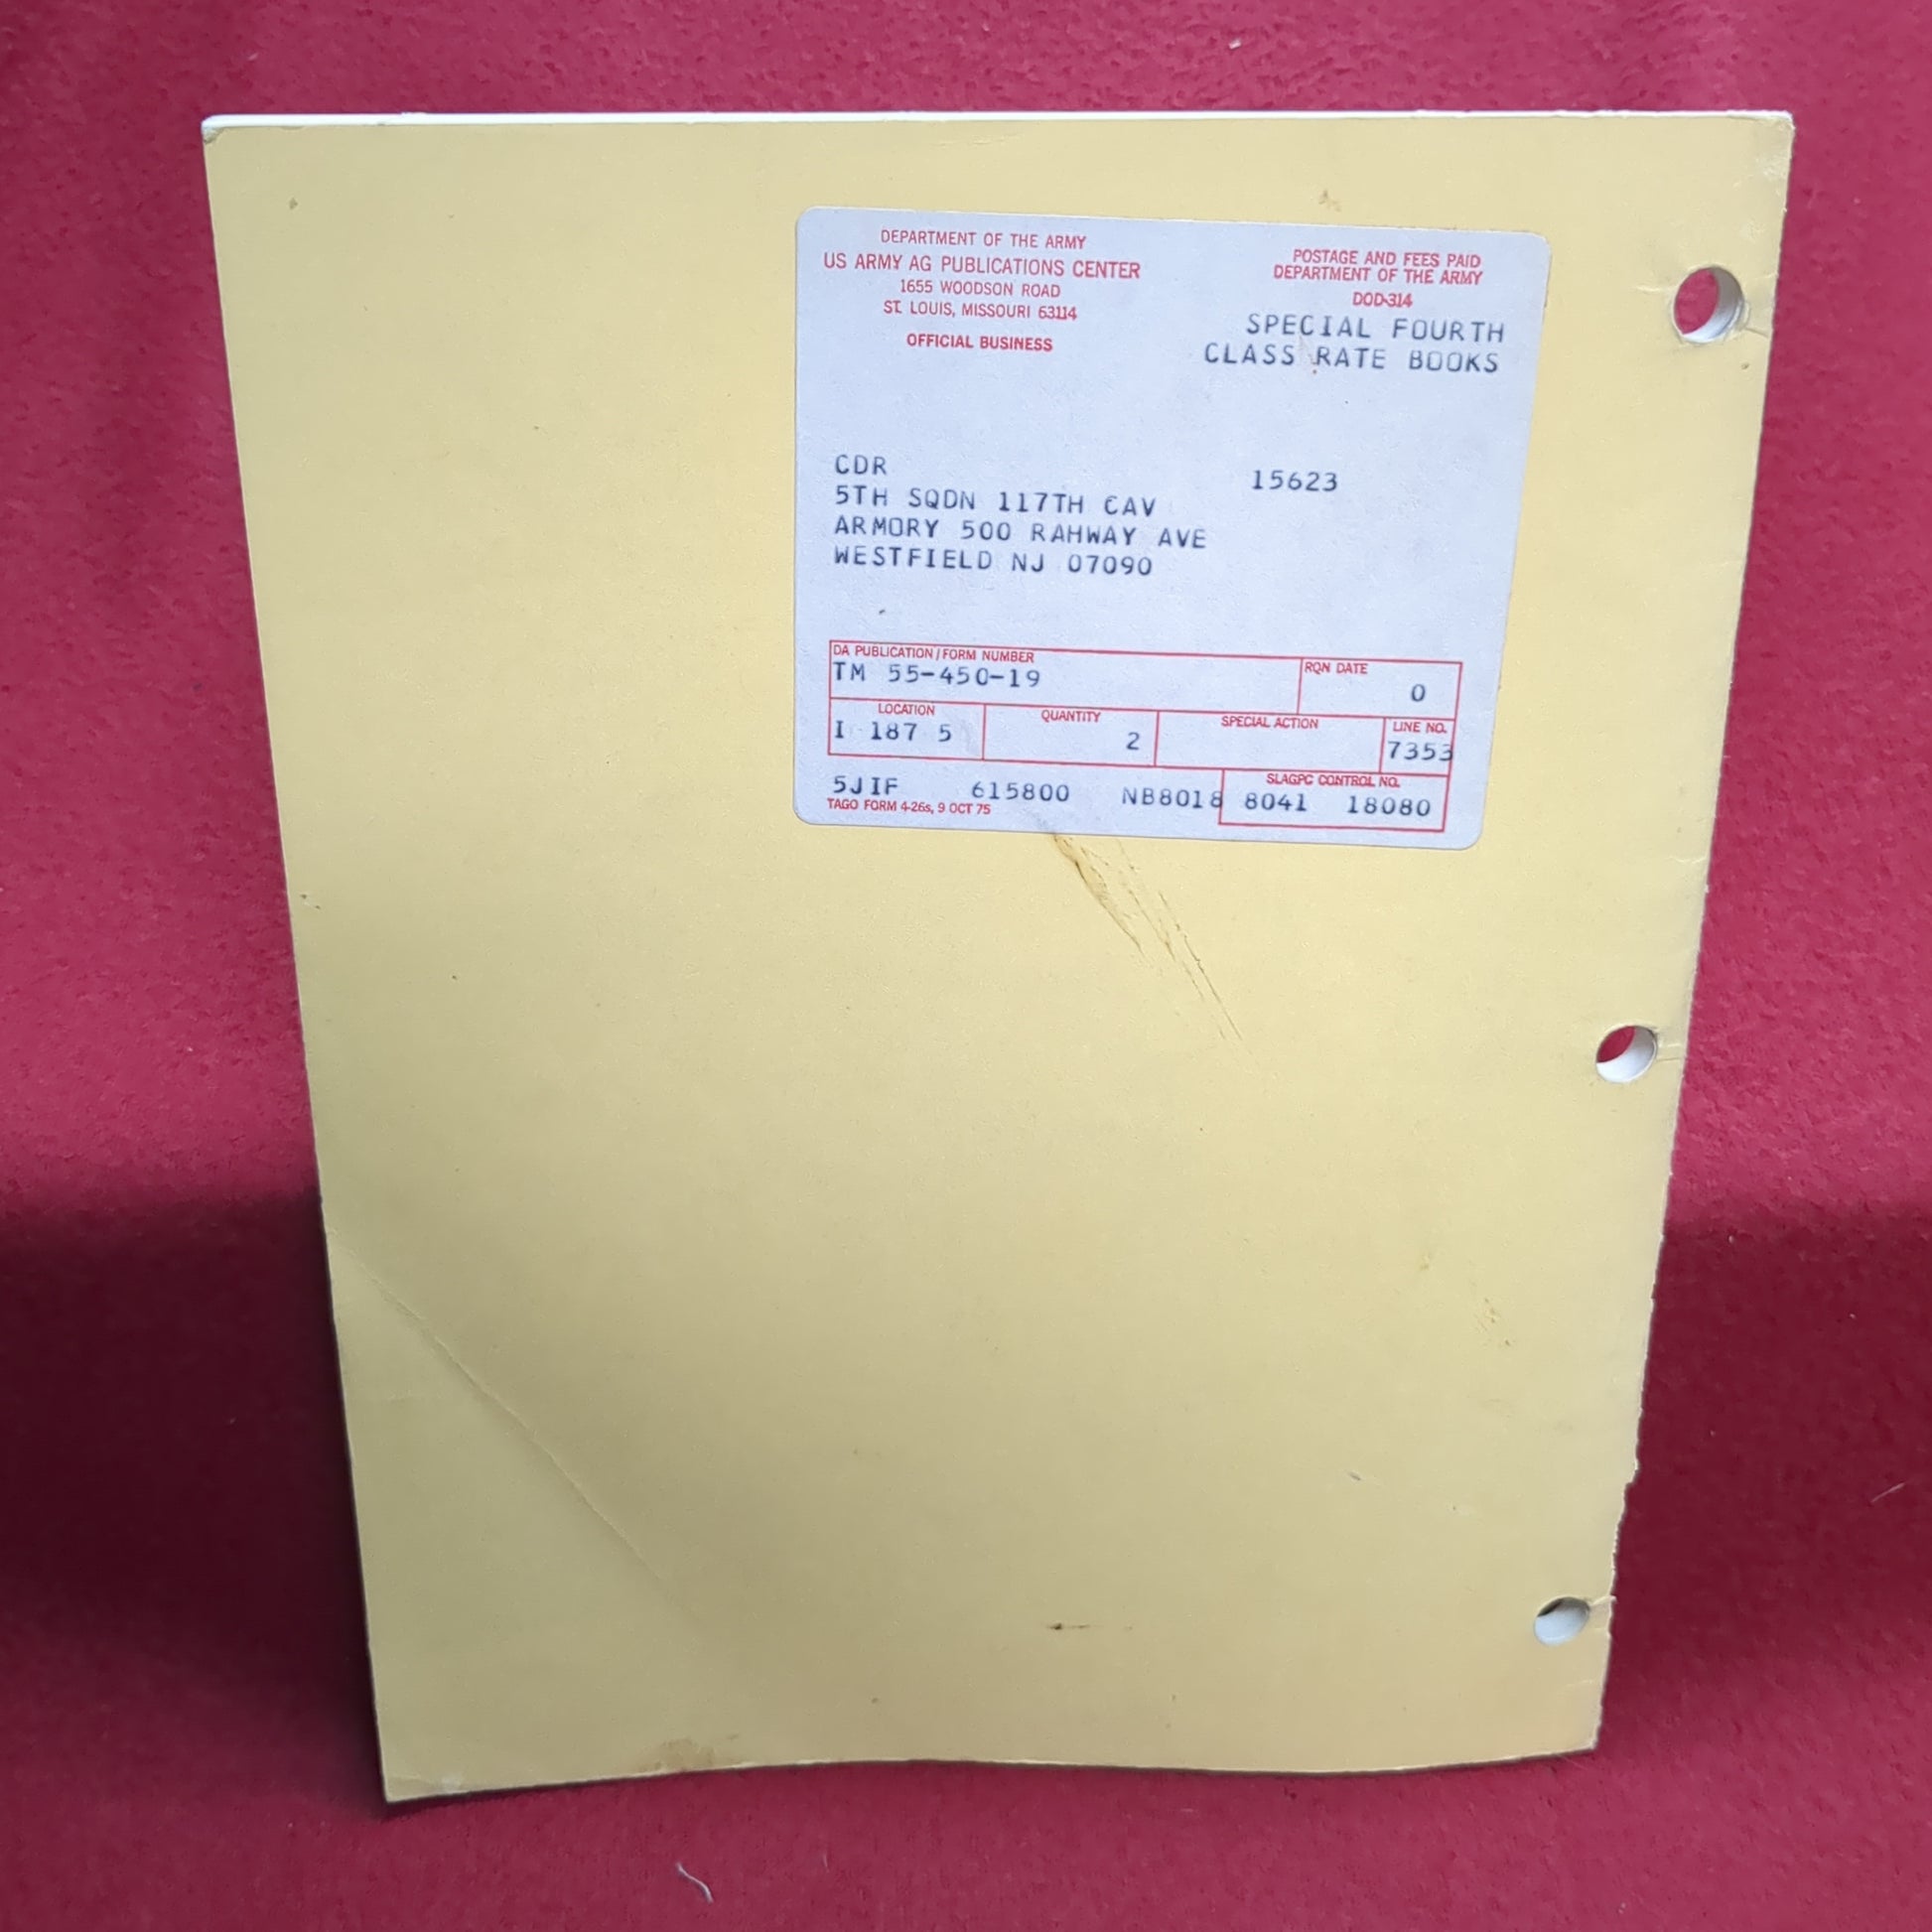 DEPARTMENT OF THE ARMY
US ARMY AG PUBLICATIONS CENTER
1655 WOODSON ROAD
ST. LOUIS, MISSOURI 63114
OFFICIAL BUSINESS
POSTAGE AND FEES PAID
DEPARTMENT OF THE ARMY
DOD-314
SPECIAL FOURTH
CLASS RATE BOOKS
CDR 15623
5TH SQDN 117TH CAV
ARMORY 500 RAHWAY AVE
WESTFIELD NJ 07090
DA PUBLICATION/FORM NUMBER
TM 55-450-19
RQN DATE
0
LOCATION
I 187 5
QUANTITY
2
SPECIAL ACTION
LINE NO.
7353
SLAGPC CONTROL NO.
5JIF 615800 NB8018 8041 18080
TAGO FORM 4-26s, 9 OCT 75